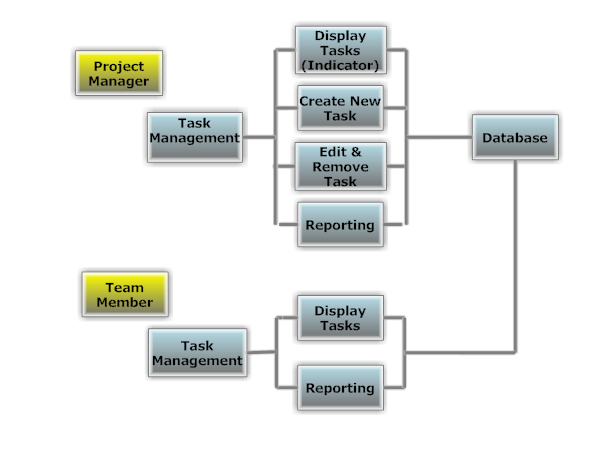 Project
Manager
Task
Management
Display
Tasks
(Indicator)
Create New
Task
Edit &
Remove
Task
Reporting
Database
Team
Member
Task
Management
Display
Tasks
Reporting